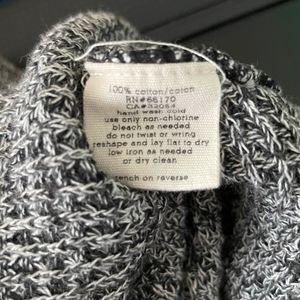 100% cotton/coton
RN#66170
CA#32054
hand wash cold
use only non-chlorine
bleach as needed
do not twist or wring
reshape and lay flat to dry
low iron as needed
or dry clean
french on reverse